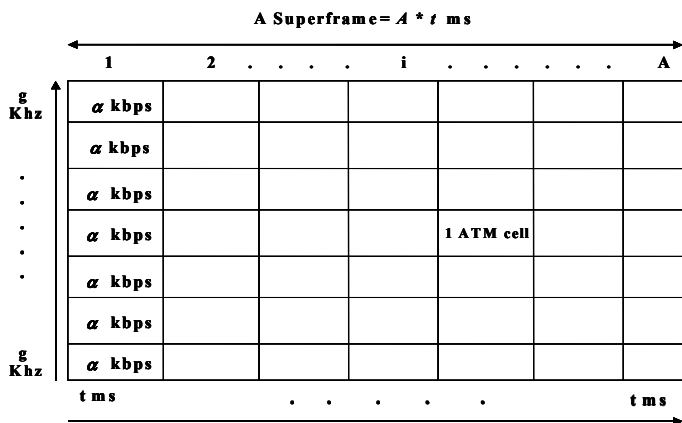 A Superframe= A * t ms
1 2 . . . . i . . . . . . A
g
Khz
α kbps
α kbps
α kbps
α kbps 1 ATM cell
α kbps
α kbps
α kbps
g
Khz
t ms . . . . . t ms